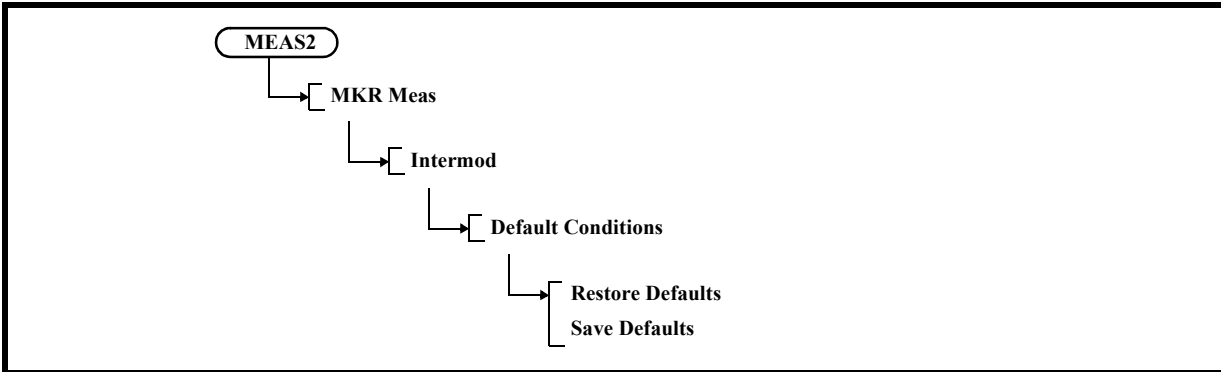 MEAS2
MKR Meas
Intermod
Default Conditions
Restore Defaults
Save Defaults